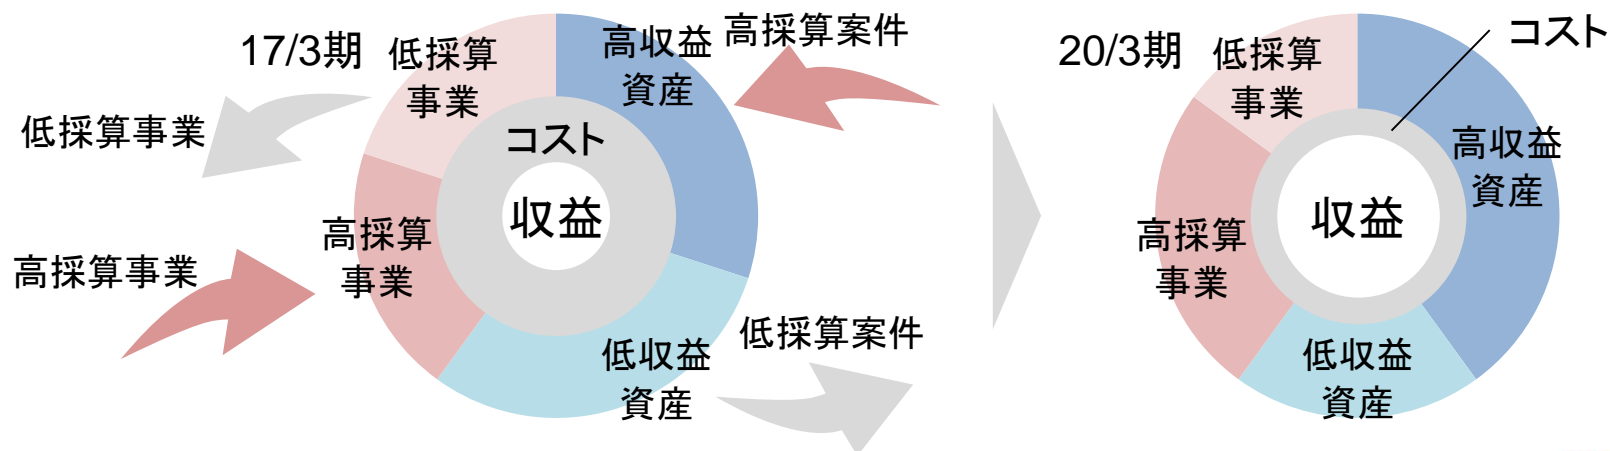 17/3期
低採算
事業
高収益
資産
高採算案件
低採算事業
コスト
収益
高採算
事業
高採算事業
低収益
資産
低採算案件
20/3期
低採算
事業
コスト
高収益
資産
収益
高採算
事業
低収益
資産